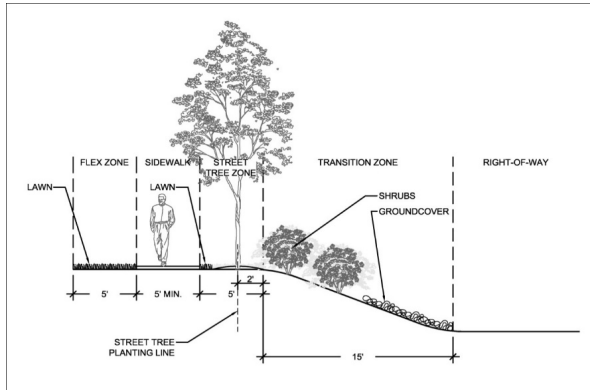 FLEX ZONE
SIDEWALK
STREET
TREE ZONE
TRANSITION ZONE
RIGHT-OF-WAY
LAWN
LAWN
SHRUBS
GROUNDCOVER
5'
5' MIN.
5'
2'
STREET TREE
PLANTING LINE
15'